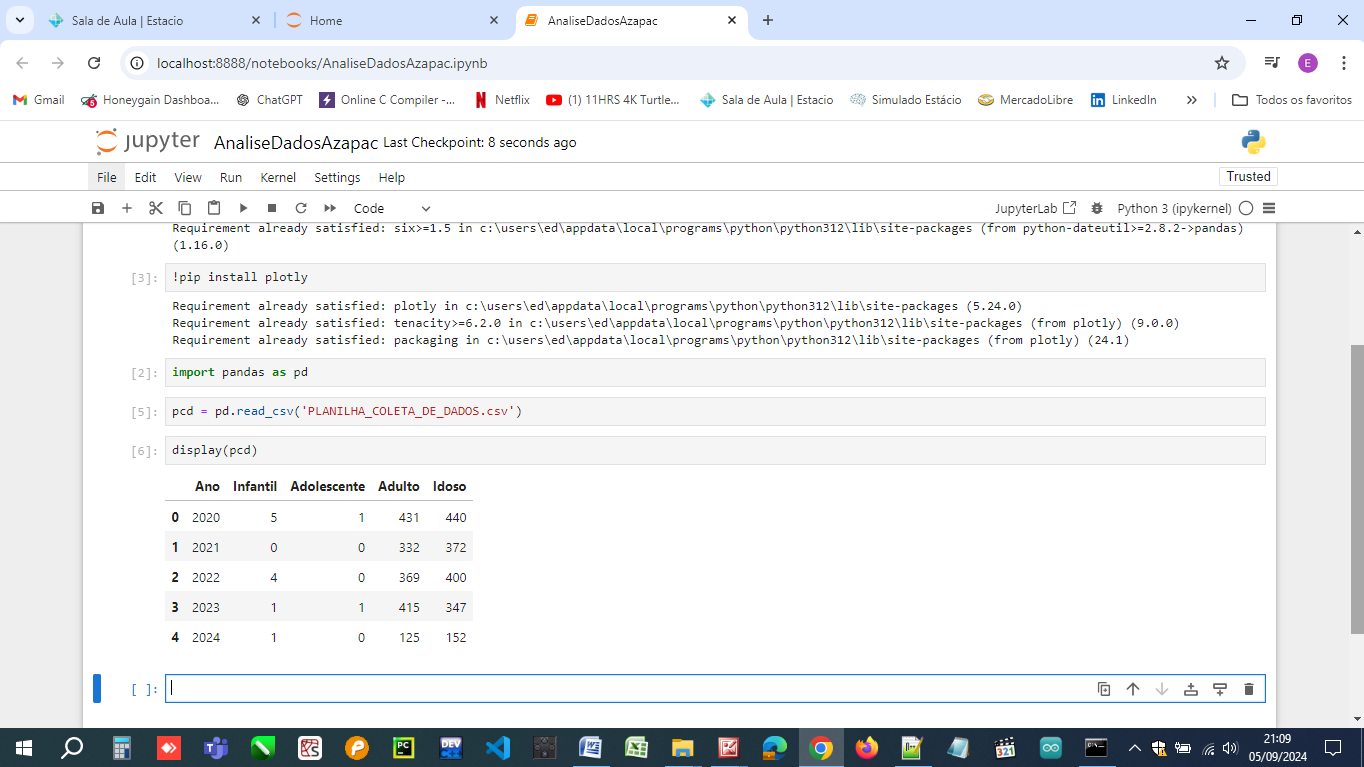 Sala de Aula | Estacio
Home
AnaliseDadosAzapac
localhost:8888/notebooks/AnaliseDadosAzapac.ipynb
E
Gmail
5
Honeygain Dashboa...
ChatGPT
Online C Compiler -...
Netflix
(1) 11HRS 4K Turtle...
Sala de Aula | Estacio
Simulado Estácio
MercadoLibre
LinkedIn
Todos os favoritos
jupyter AnaliseDadosAzapac Last Checkpoint: 8 seconds ago
File Edit View Run Kernel Settings Help
Trusted
Code
JupyterLab
Python 3 (ipykernel)
Requirement already satisfied: six>=1.5 in c:\users\ed\appdata\local\programs\python\python312\lib\site-packages (from python-dateutil>=2.8.2->pandas)
(1.16.0)
[3]: !pip install plotly
Requirement already satisfied: plotly in c:\users\ed\appdata\local\programs\python\python312\lib\site-packages (5.24.0)
Requirement already satisfied: tenacity>=6.2.0 in c:\users\ed\appdata\local\programs\python\python312\lib\site-packages (from plotly) (9.0.0)
Requirement already satisfied: packaging in c:\users\ed\appdata\local\programs\python\python312\lib\site-packages (from plotly) (24.1)
[2]: import pandas as pd
[5]: pcd = pd.read_csv('PLANILHA_COLETA_DE_DADOS.csv')
[6]: display(pcd)
Ano Infantil Adolescente Adulto Idoso
0 2020 5 1 431 440
1 2021 0 0 332 372
2 2022 4 0 369 400
3 2023 1 1 415 347
4 2024 1 0 125 152
[ ]:
PC
DEV
321
21:09
05/09/2024